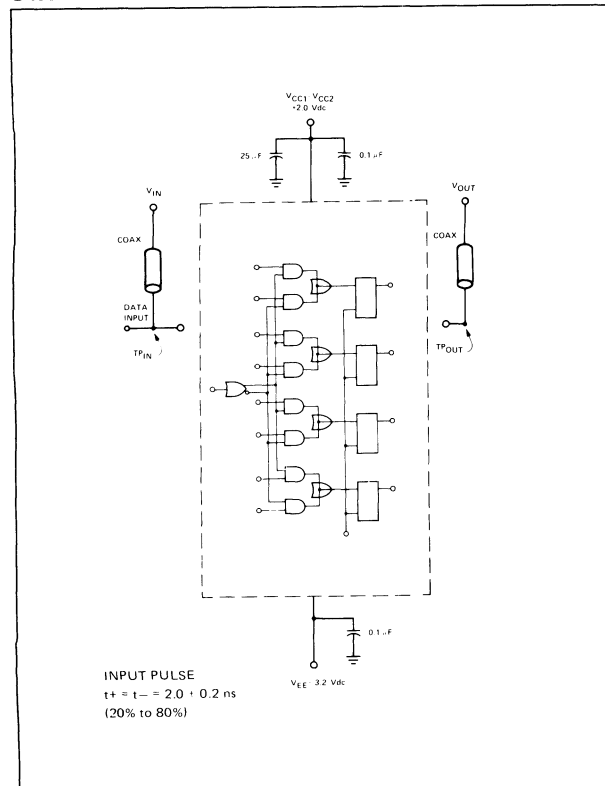 VCC1 VCC2
+2.0 Vdc
25 µF
0.1 µF
VIN
VOUT
COAX
COAX
DATA
INPUT
TPIN
TPOUT
0.1 µF
VEE -3.2 Vdc
INPUT PULSE
t+ = t− = 2.0 + 0.2 ns
(20% to 80%)